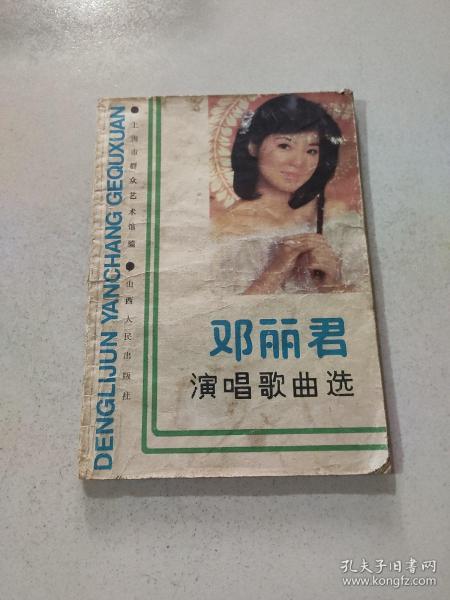 DENGLIJUN YANCHANG GEQUXUAN
●上海市群众艺术馆编●山西人民出版社
邓丽君
演唱歌曲选
孔夫子旧书网
www.kongfz.com